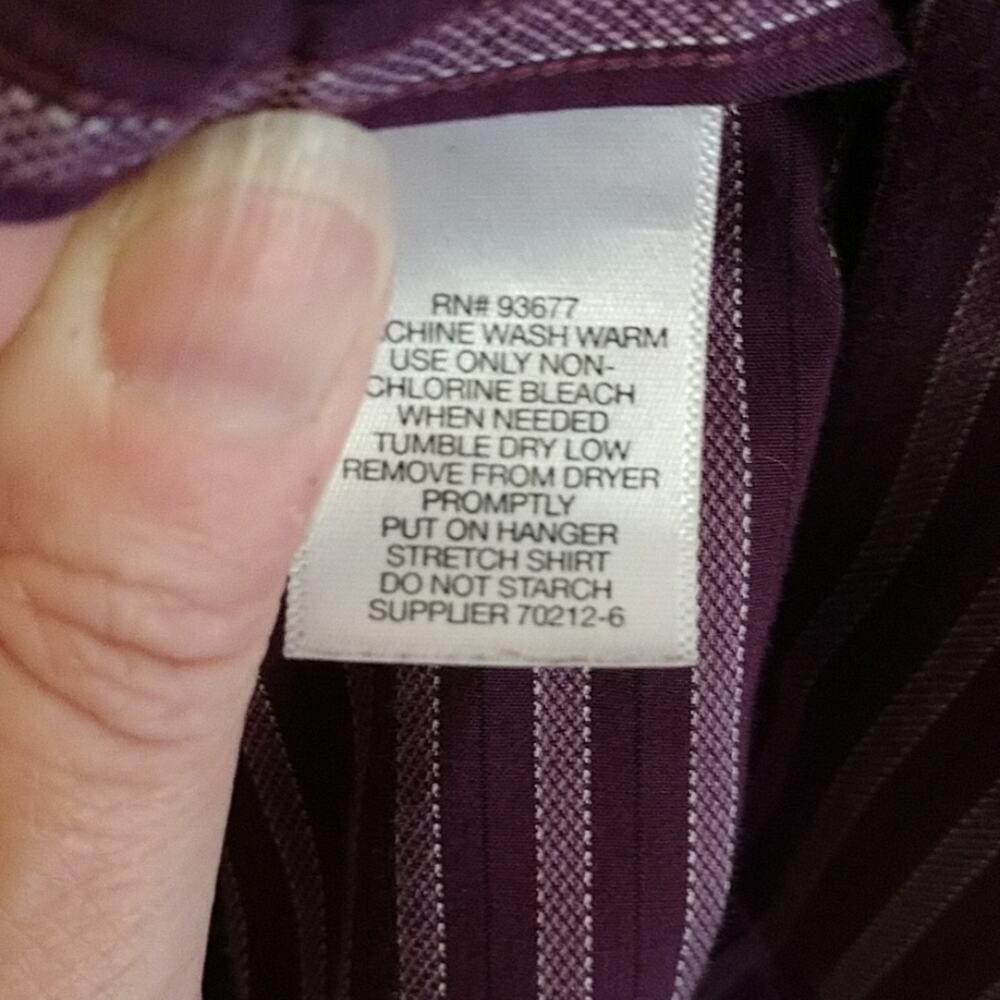 RN# 93677
CHINE WASH WARM
USE ONLY NON-
CHLORINE BLEACH
WHEN NEEDED
TUMBLE DRY LOW
REMOVE FROM DRYER
PROMPTLY
PUT ON HANGER
STRETCH SHIRT
DO NOT STARCH
SUPPLIER 70212-6